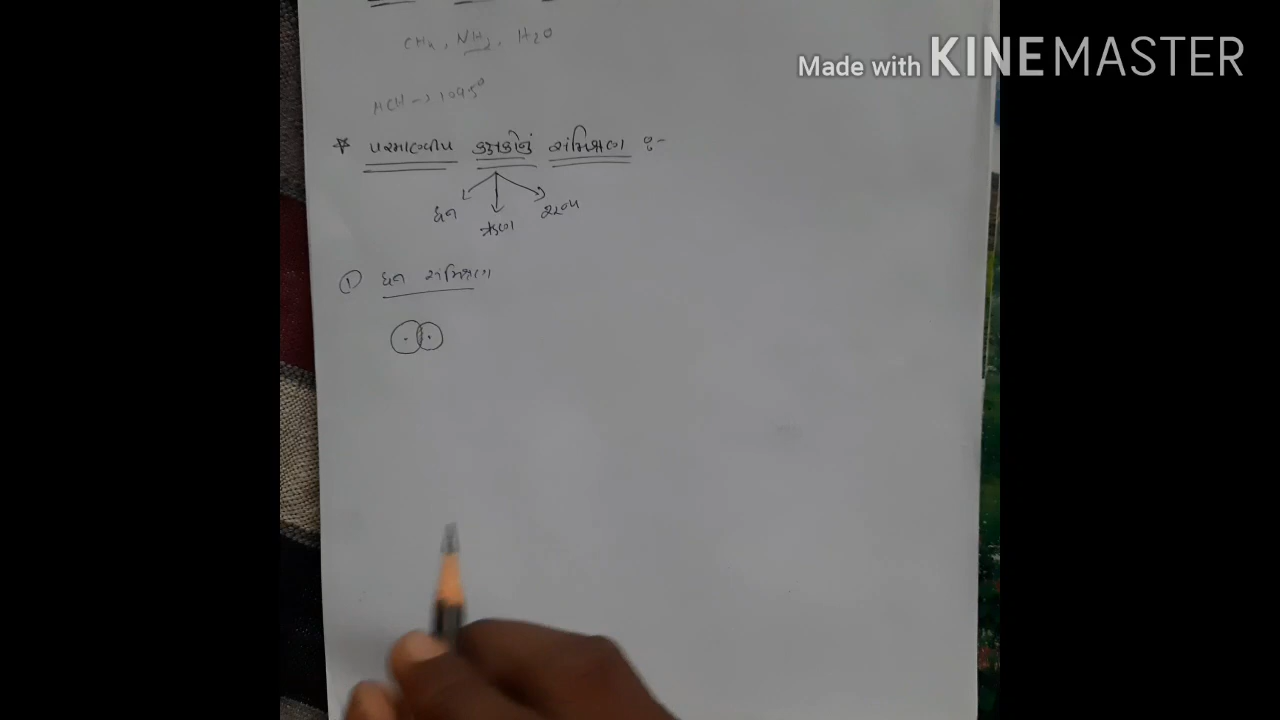 CH₄, NH₃, H₂O
Made with KINEMASTER
HCH → 109.5°
* પરમાણ્વીય કક્ષકોનું સંમિશ્રણ :-
ધન
ઋણ
શૂન્ય
① ધન સંમિશ્રણ